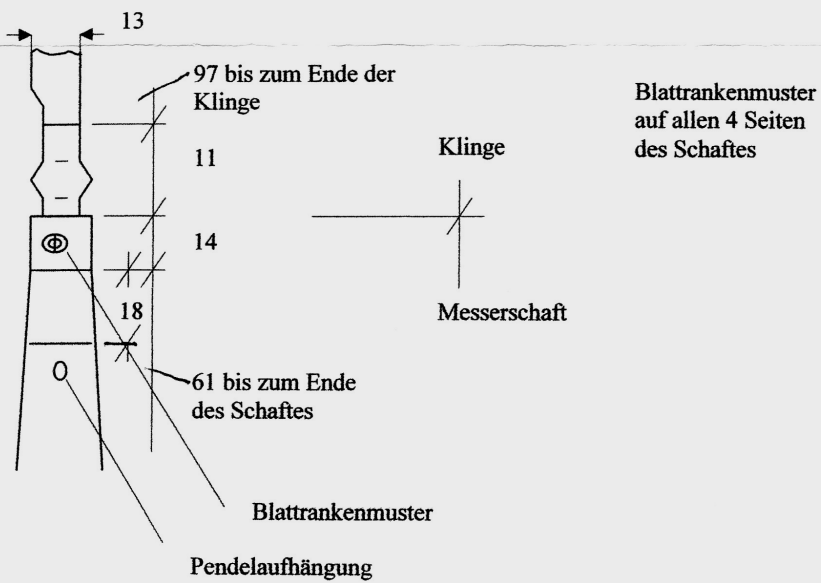 13
97 bis zum Ende der
Klinge
Blattrankenmuster
auf allen 4 Seiten
des Schaftes
11
Klinge
14
18
Messerschaft
61 bis zum Ende
des Schaftes
Blattrankenmuster
Pendelaufhängung